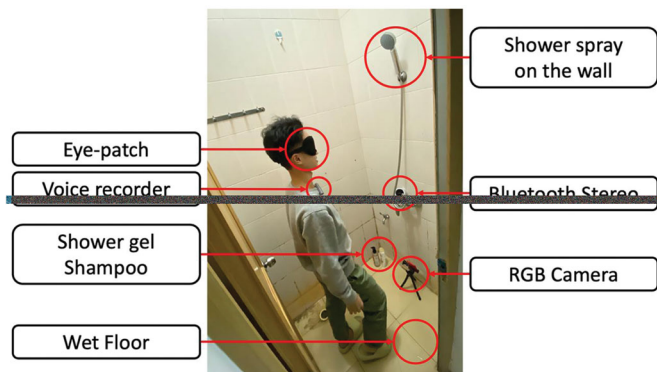 Shower spray
on the wall
Eye-patch
Voice recorder
Bluetooth Stereo
Shower gel
Shampoo
RGB Camera
Wet Floor